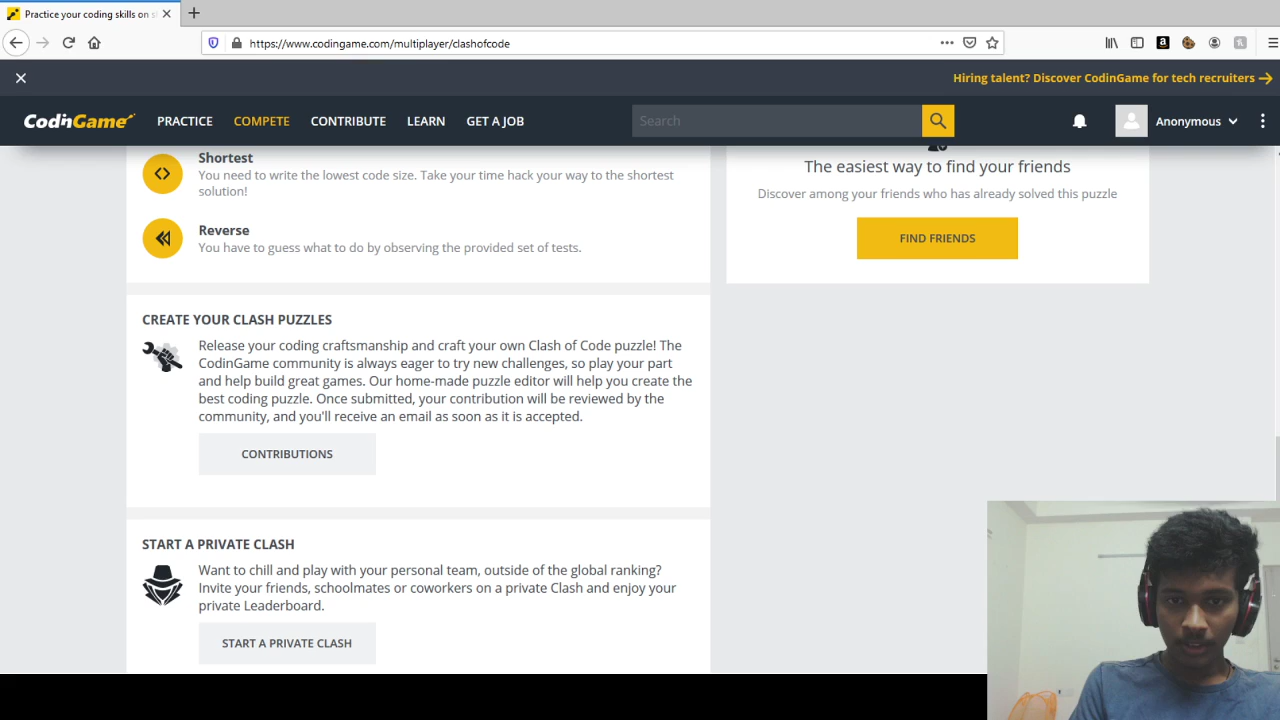 Practice your coding skills on s
https://www.codingame.com/multiplayer/clashofcode
Hiring talent? Discover CodinGame for tech recruiters
CodinGame PRACTICE COMPETE CONTRIBUTE LEARN GET A JOB Search Anonymous
Shortest
You need to write the lowest code size. Take your time hack your way to the shortest
solution!
Reverse
You have to guess what to do by observing the provided set of tests.
The easiest way to find your friends
Discover among your friends who has already solved this puzzle
FIND FRIENDS
CREATE YOUR CLASH PUZZLES
Release your coding craftsmanship and craft your own Clash of Code puzzle! The
CodinGame community is always eager to try new challenges, so play your part
and help build great games. Our home-made puzzle editor will help you create the
best coding puzzle. Once submitted, your contribution will be reviewed by the
community, and you'll receive an email as soon as it is accepted.
CONTRIBUTIONS
START A PRIVATE CLASH
Want to chill and play with your personal team, outside of the global ranking?
Invite your friends, schoolmates or coworkers on a private Clash and enjoy your
private Leaderboard.
START A PRIVATE CLASH